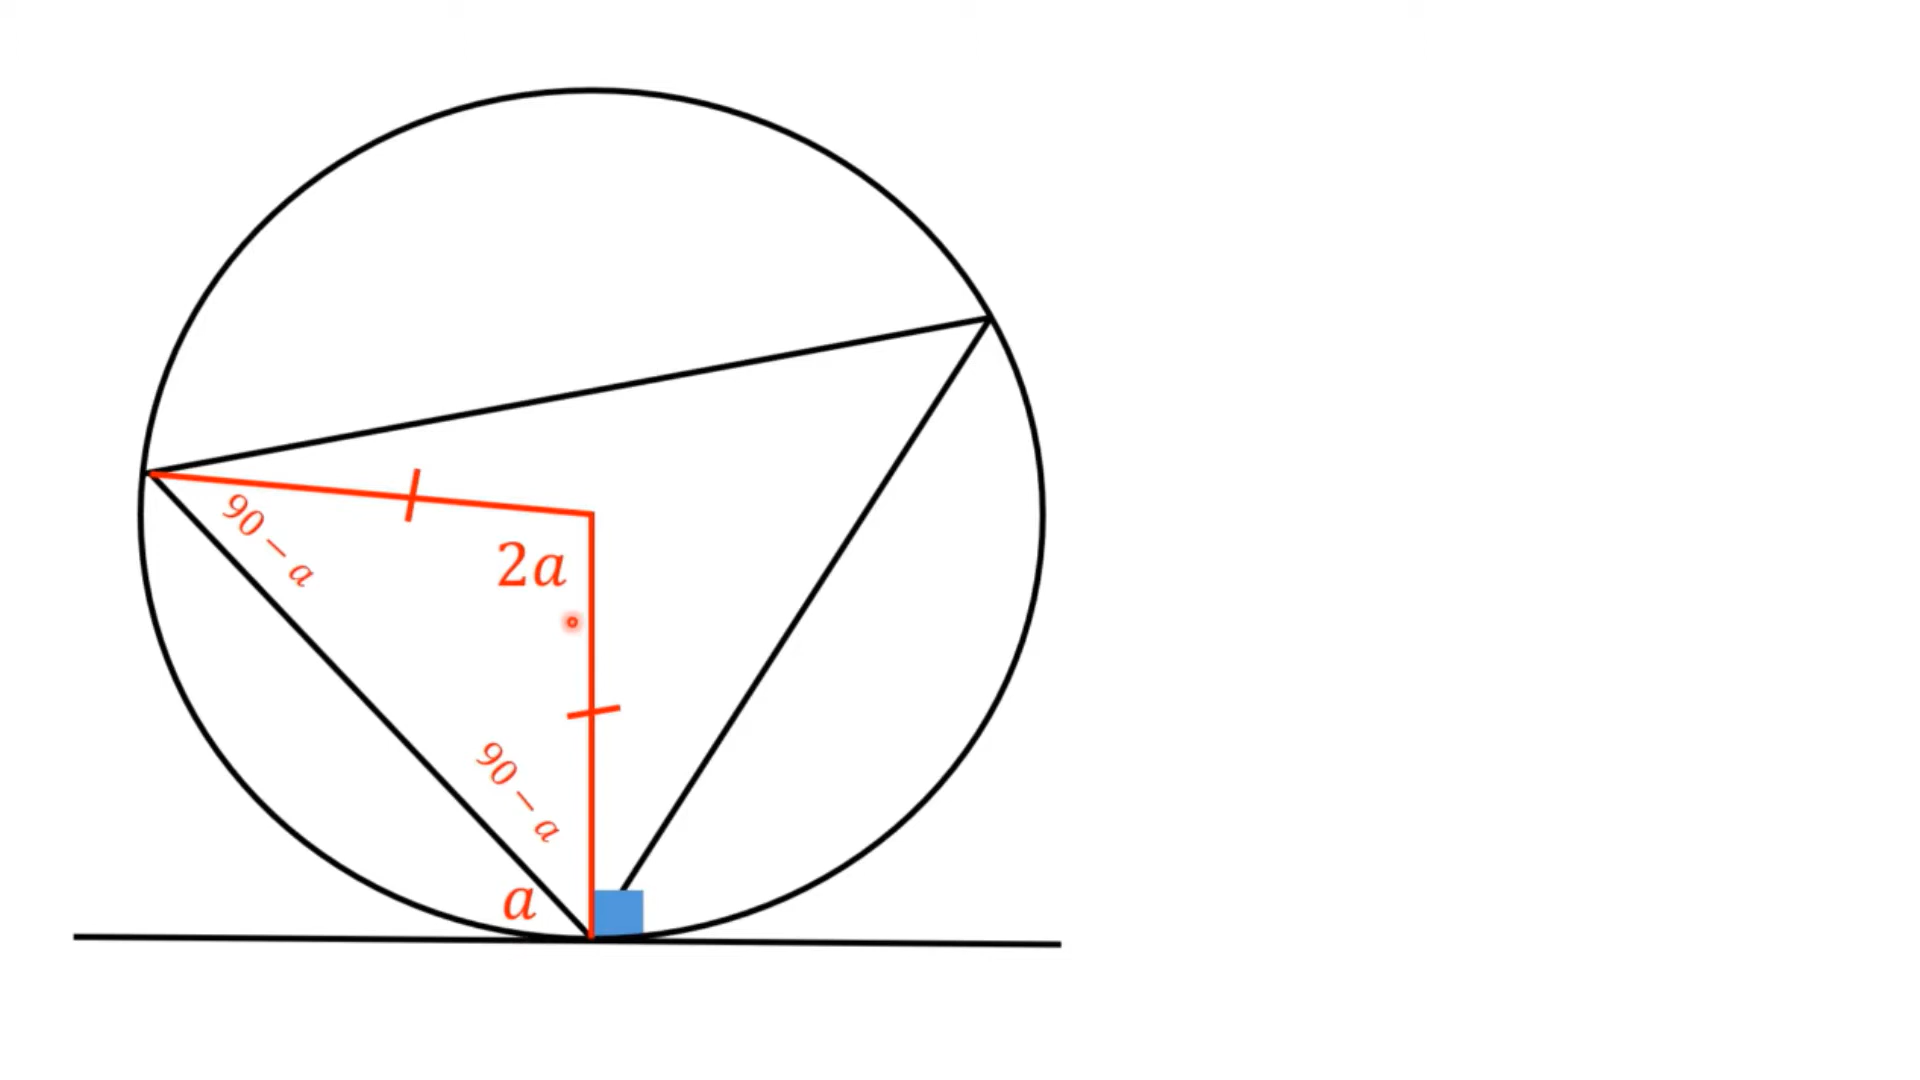 90 − a
2a
90 − a
a